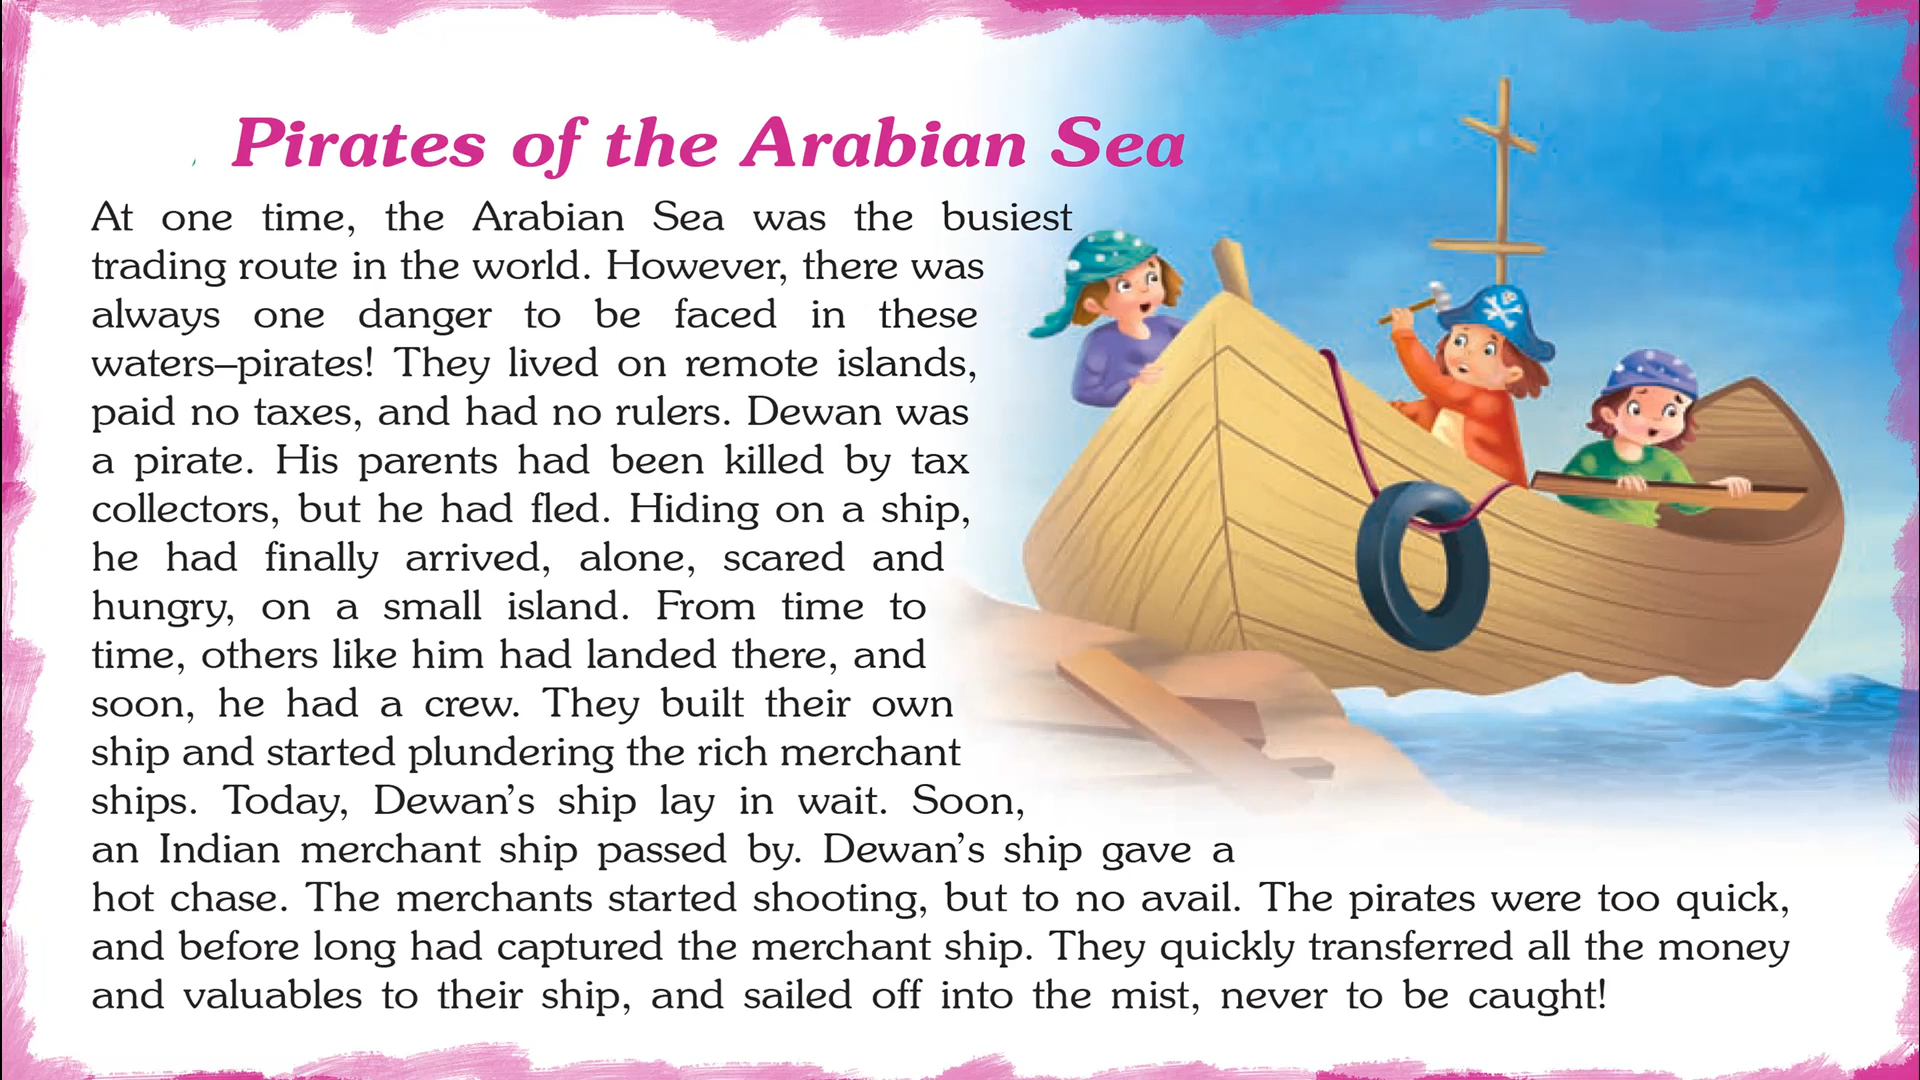 Pirates of the Arabian Sea
At one time, the Arabian Sea was the busiest
trading route in the world. However, there was
always one danger to be faced in these
waters–pirates! They lived on remote islands,
paid no taxes, and had no rulers. Dewan was
a pirate. His parents had been killed by tax
collectors, but he had fled. Hiding on a ship,
he had finally arrived, alone, scared and
hungry, on a small island. From time to
time, others like him had landed there, and
soon, he had a crew. They built their own
ship and started plundering the rich merchant
ships. Today, Dewan’s ship lay in wait. Soon,
an Indian merchant ship passed by. Dewan’s ship gave a
hot chase. The merchants started shooting, but to no avail. The pirates were too quick,
and before long had captured the merchant ship. They quickly transferred all the money
and valuables to their ship, and sailed off into the mist, never to be caught!